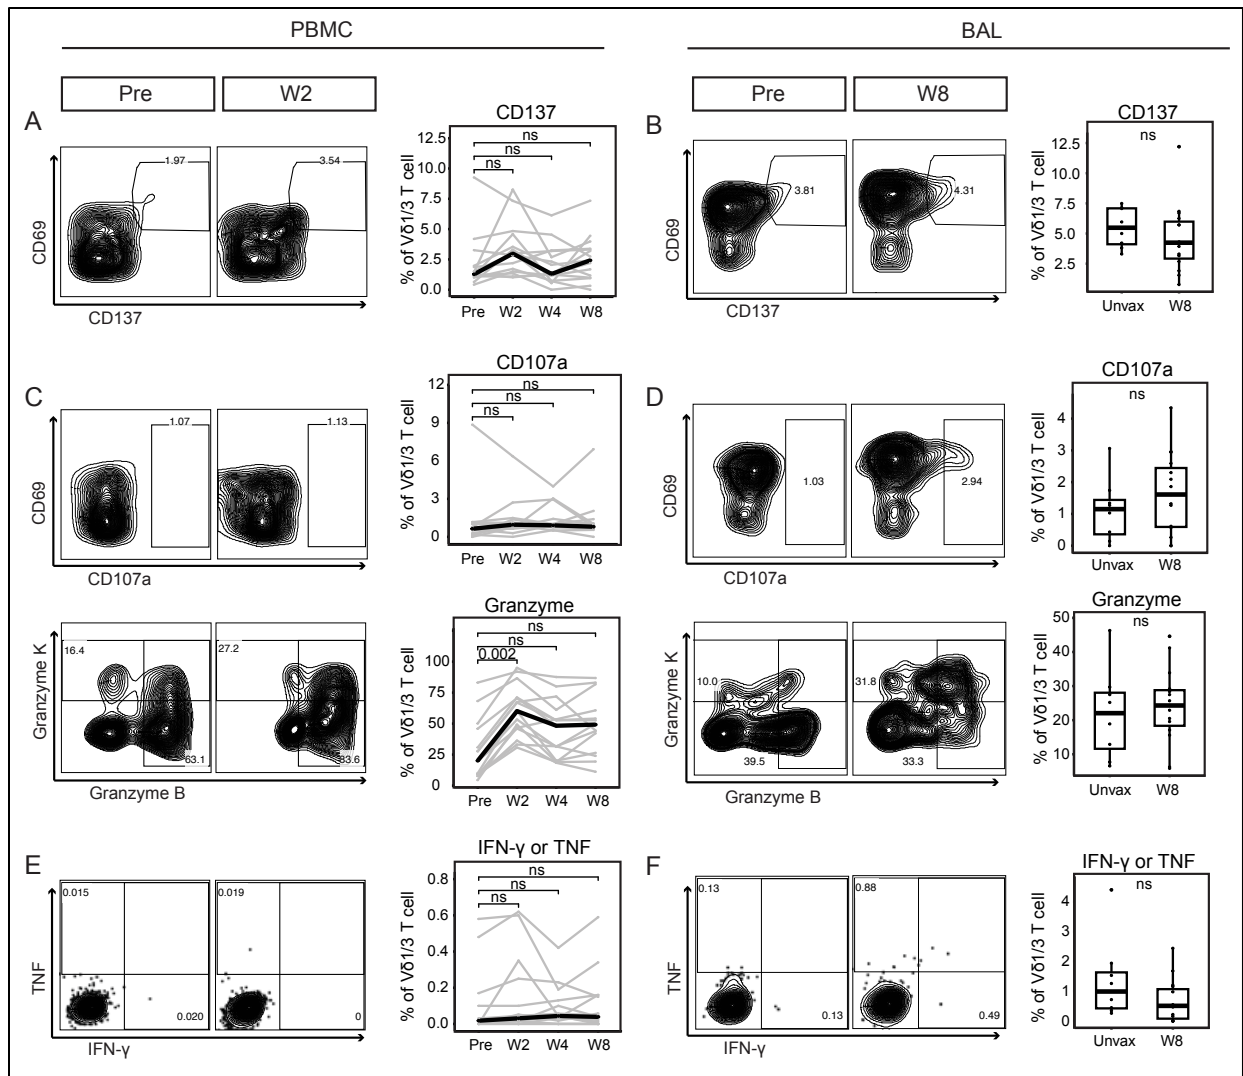 PBMC
BAL
Pre
W2
Pre
W8
A
CD69
1.97
3.54
CD137
CD137
% of Vδ1/3 T cell
12.5
10.0
7.5
5.0
2.5
0.0
ns
ns
ns
Pre W2 W4 W8
B
CD69
3.81
4.31
CD137
CD137
% of Vδ1/3 T cell
12.5
10.0
7.5
5.0
2.5
ns
Unvax W8
C
CD69
1.07
1.13
CD107a
CD107a
% of Vδ1/3 T cell
12
9
6
3
0
ns
ns
ns
Pre W2 W4 W8
D
CD69
1.03
2.94
CD107a
CD107a
% of Vδ1/3 T cell
4
3
2
1
0
ns
Unvax W8
Granzyme K
16.4
63.1
27.2
83.6
Granzyme B
Granzyme
% of Vδ1/3 T cell
100
75
50
25
0
ns
ns
0.002
Pre W2 W4 W8
Granzyme K
10.0
39.5
31.8
33.3
Granzyme B
Granzyme
% of Vδ1/3 T cell
50
40
30
20
10
ns
Unvax W8
E
TNF
0.015
0.020
0.019
0
IFN-γ
IFN-γ or TNF
% of Vδ1/3 T cell
0.8
0.6
0.4
0.2
0.0
ns
ns
ns
Pre W2 W4 W8
F
TNF
0.13
0.13
0.88
0.49
IFN-γ
IFN-γ or TNF
% of Vδ1/3 T cell
4
3
2
1
0
ns
Unvax W8